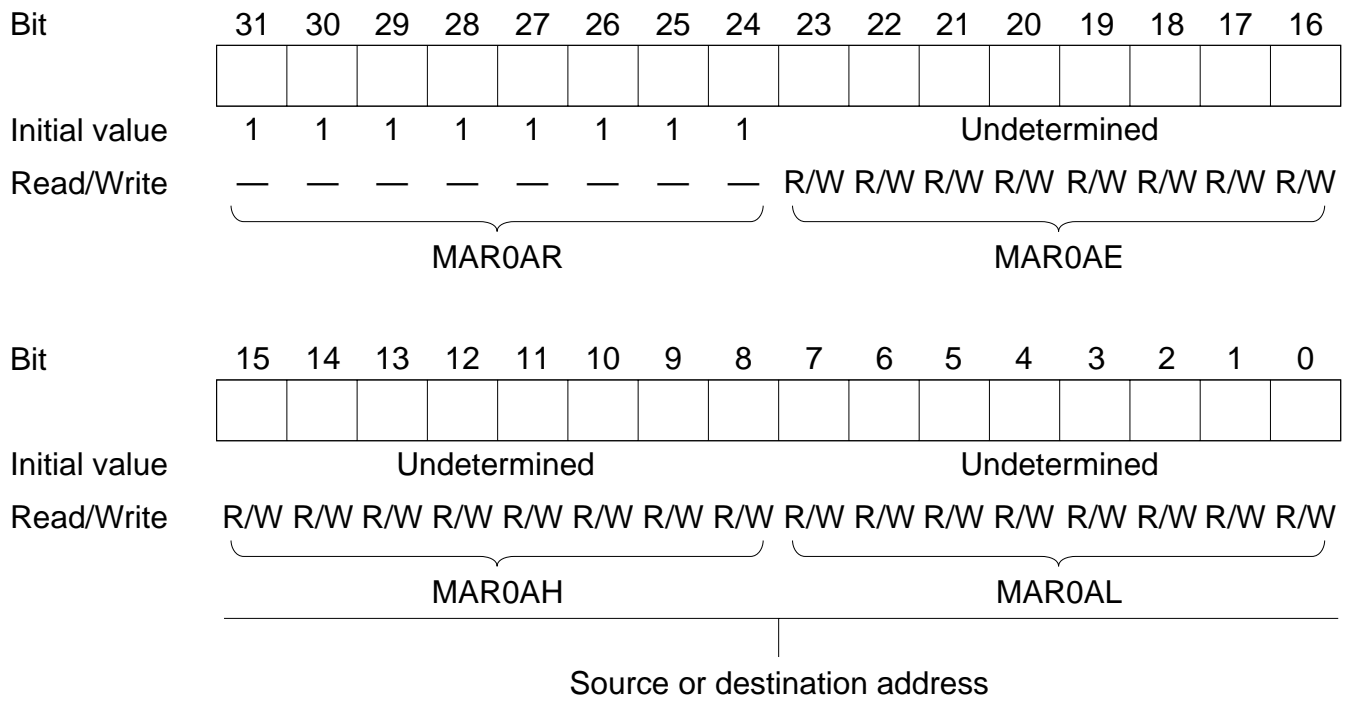 Bit 31 30 29 28 27 26 25 24 23 22 21 20 19 18 17 16
Initial value 1 1 1 1 1 1 1 1 Undetermined
Read/Write — — — — — — — — R/W R/W R/W R/W R/W R/W R/W R/W
MAR0AR MAR0AE
Bit 15 14 13 12 11 10 9 8 7 6 5 4 3 2 1 0
Initial value Undetermined Undetermined
Read/Write R/W R/W R/W R/W R/W R/W R/W R/W R/W R/W R/W R/W R/W R/W R/W R/W
MAR0AH MAR0AL
Source or destination address